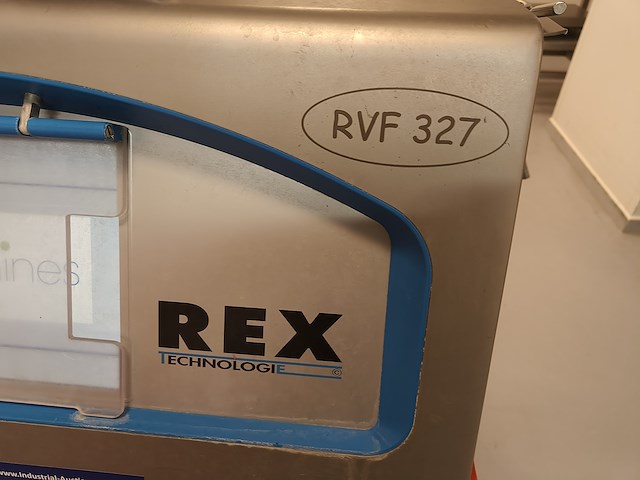 RVF 327
ines
REX
TECHNOLOGIE
©
www.Industrial-Auctio